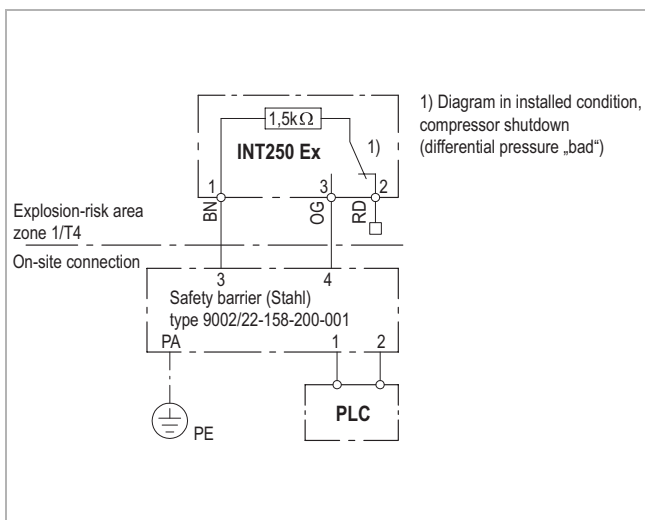 1,5kΩ
INT250 Ex
1)
1
3
2
BN
OG
RD
1) Diagram in installed condition,
compressor shutdown
(differential pressure „bad“)
Explosion-risk area
zone 1/T4
On-site connection
3
4
Safety barrier (Stahl)
type 9002/22-158-200-001
PA
1
2
PLC
PE